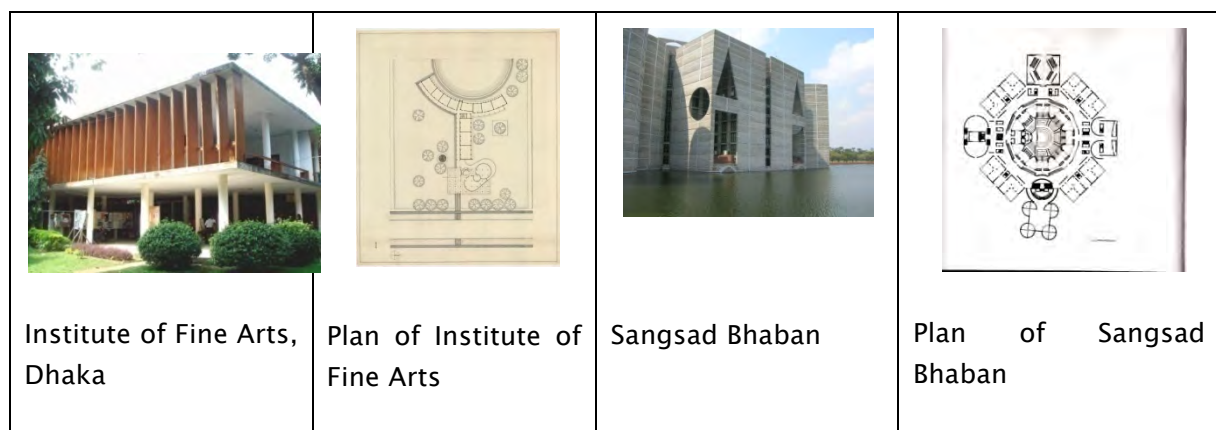 Institute of Fine Arts,
Dhaka
Plan of Institute of
Fine Arts
Sangsad Bhaban
Plan of Sangsad
Bhaban